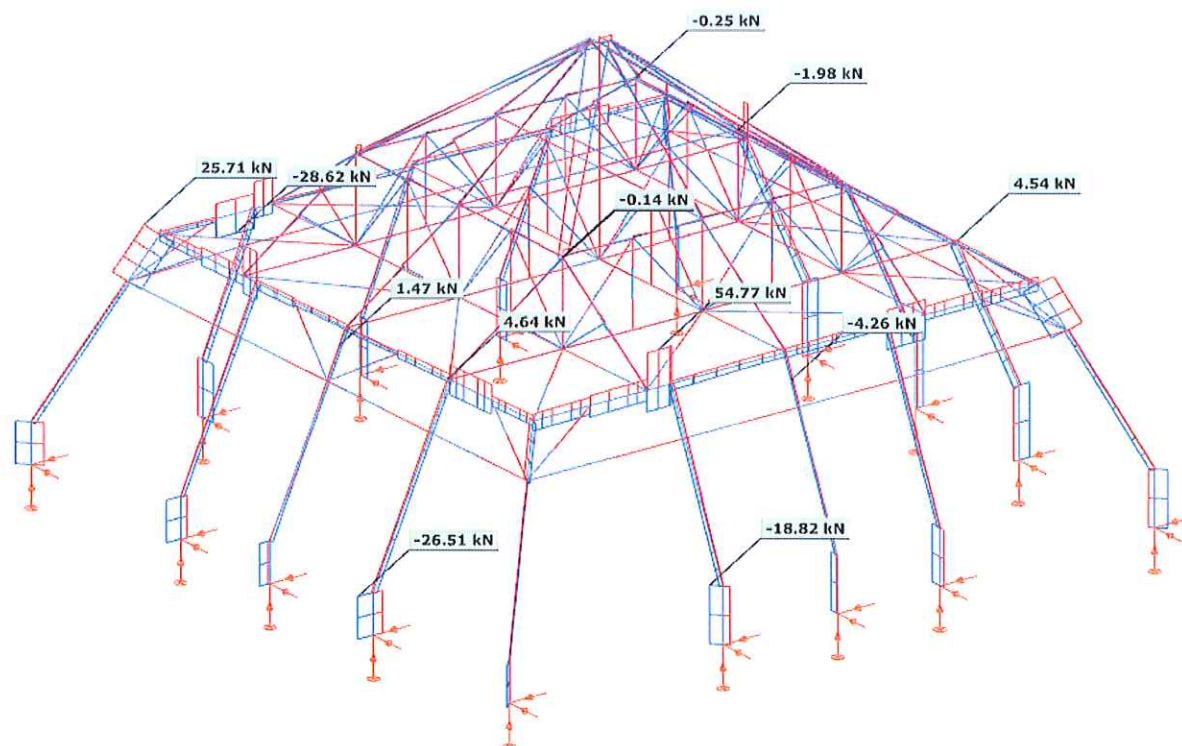 -0.25 kN
-1.98 kN
25.71 kN
-28.62 kN
4.54 kN
-0.14 kN
1.47 kN
54.77 kN
4.64 kN
-4.26 kN
-26.51 kN
-18.82 kN